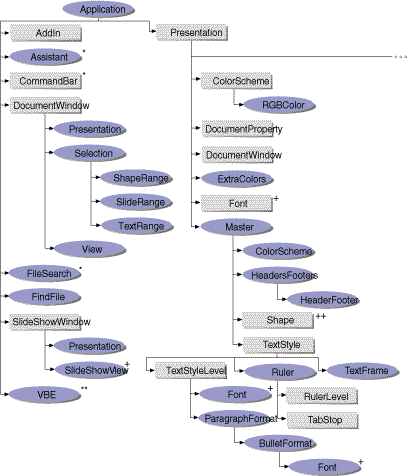 Application
AddIn
Assistant *
CommandBar *
DocumentWindow
Presentation
Selection
ShapeRange
SlideRange
TextRange
View
FileSearch *
FindFile
SlideShowWindow
Presentation
SlideShowView +
VBE **
Presentation
ColorScheme
RGBColor
DocumentProperty
DocumentWindow
ExtraColors
Font +
Master
ColorScheme
HeadersFooters
HeaderFooter
Shape ++
TextStyle
TextStyleLevel
Font +
ParagraphFormat
BulletFormat
Font +
Ruler
RulerLevel
TabStop
TextFrame